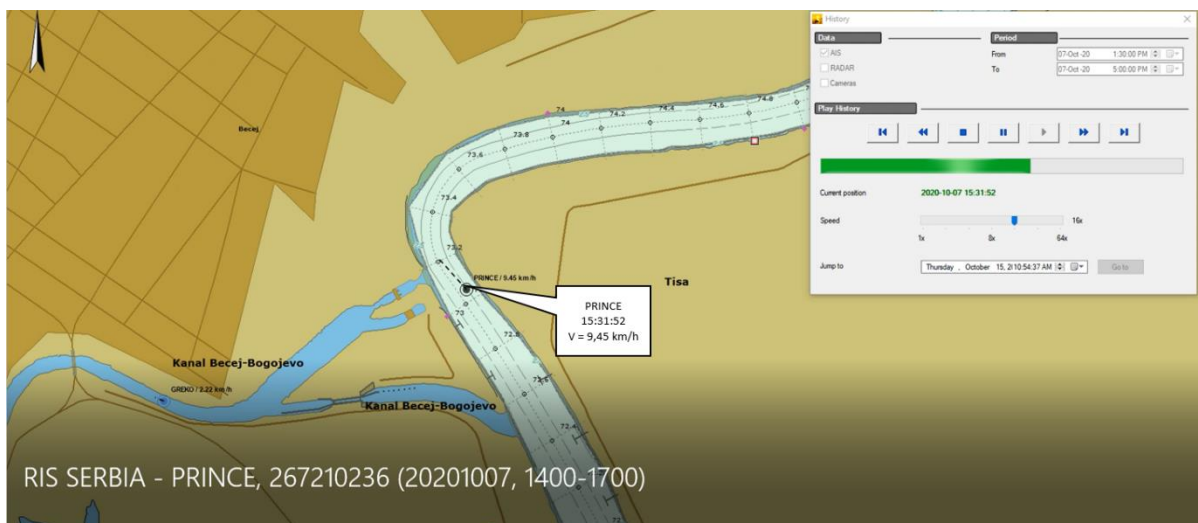 History
Data
Period
AIS
From
07-Oct -20 1:30:00 PM
RADAR
To
07-Oct -20 5:00:00 PM
Cameras
Play History
Current position
2020-10-07 15:31:52
Speed
16x
1x
8x
64x
Jump to
Thursday , October 15, 2( 10:54:37 AM
Go to
Becej
74
74.2
74.4
74.6
74.8
74
73.8
73.6
73.4
73.2
PRINCE / 9.45 km/h
Tisa
PRINCE
15:31:52
V = 9,45 km/h
73
72.8
72.6
72.4
72
Kanal Becej-Bogojevo
GREKO / 2.22 km/h
Kanal Becej-Bogojevo
RIS SERBIA - PRINCE, 267210236 (20201007, 1400-1700)